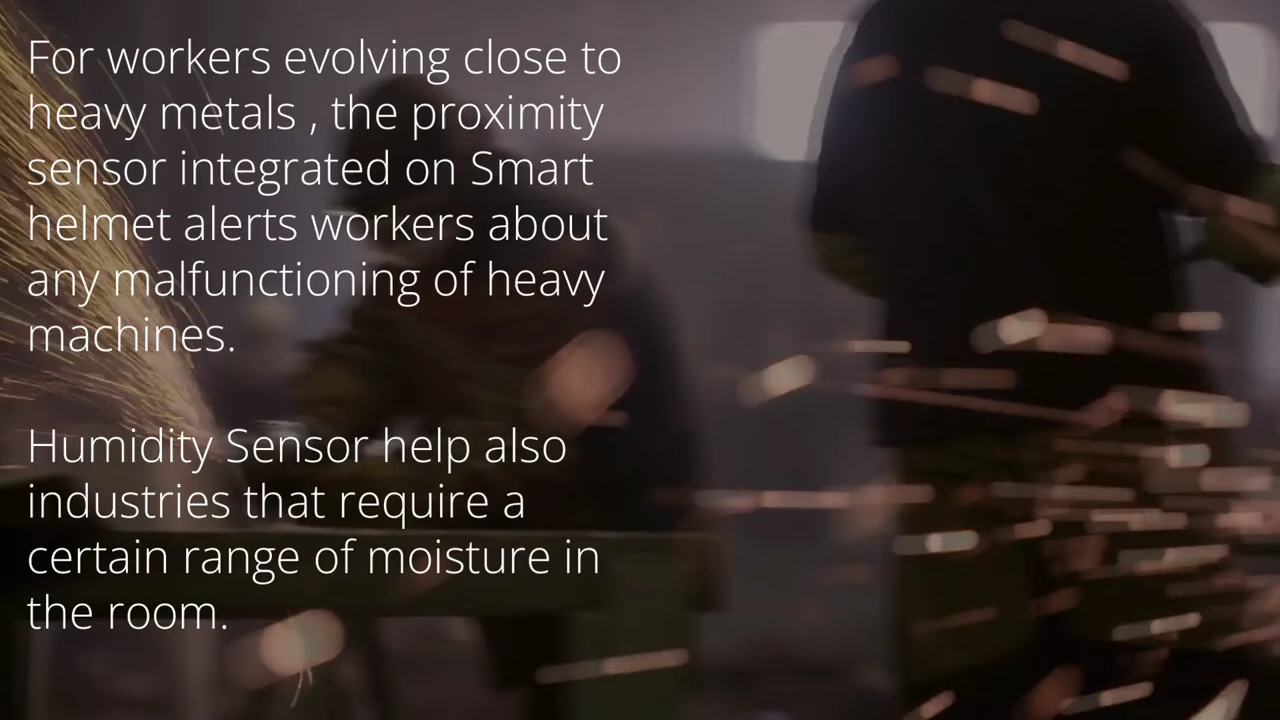 For workers evolving close to
heavy metals , the proximity
sensor integrated on Smart
helmet alerts workers about
any malfunctioning of heavy
machines.
Humidity Sensor help also
industries that require a
certain range of moisture in
the room.